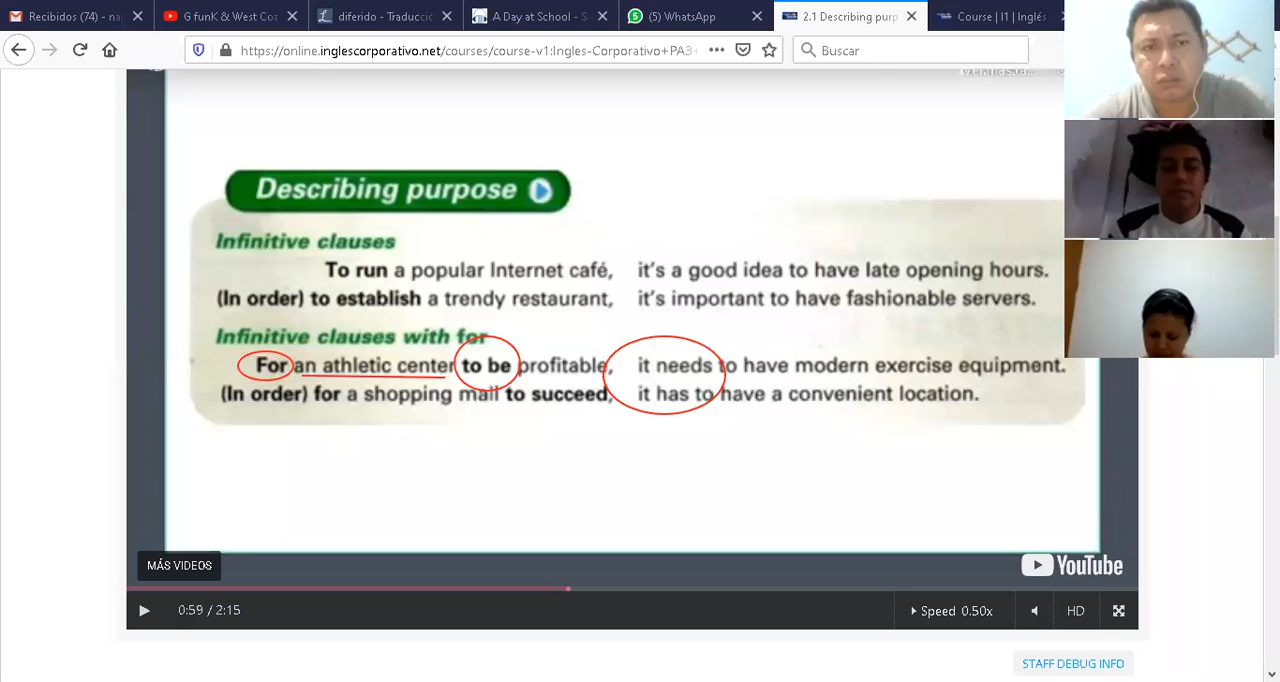 Recibidos (74) - na
G funK & West Coa
diferido - Traducció
A Day at School - S
(5) WhatsApp
2.1 Describing purp
Course | I1 | Inglés
https://online.inglescorporativo.net/courses/course-v1:Ingles-Corporativo+PA3
Buscar
Describing purpose
Infinitive clauses
To run a popular Internet café, it's a good idea to have late opening hours.
(In order) to establish a trendy restaurant, it's important to have fashionable servers.
Infinitive clauses with for
For an athletic center to be profitable, it needs to have modern exercise equipment.
(In order) for a shopping mall to succeed, it has to have a convenient location.
MÁS VIDEOS
YouTube
0:59 / 2:15
Speed 0.50x
HD
STAFF DEBUG INFO